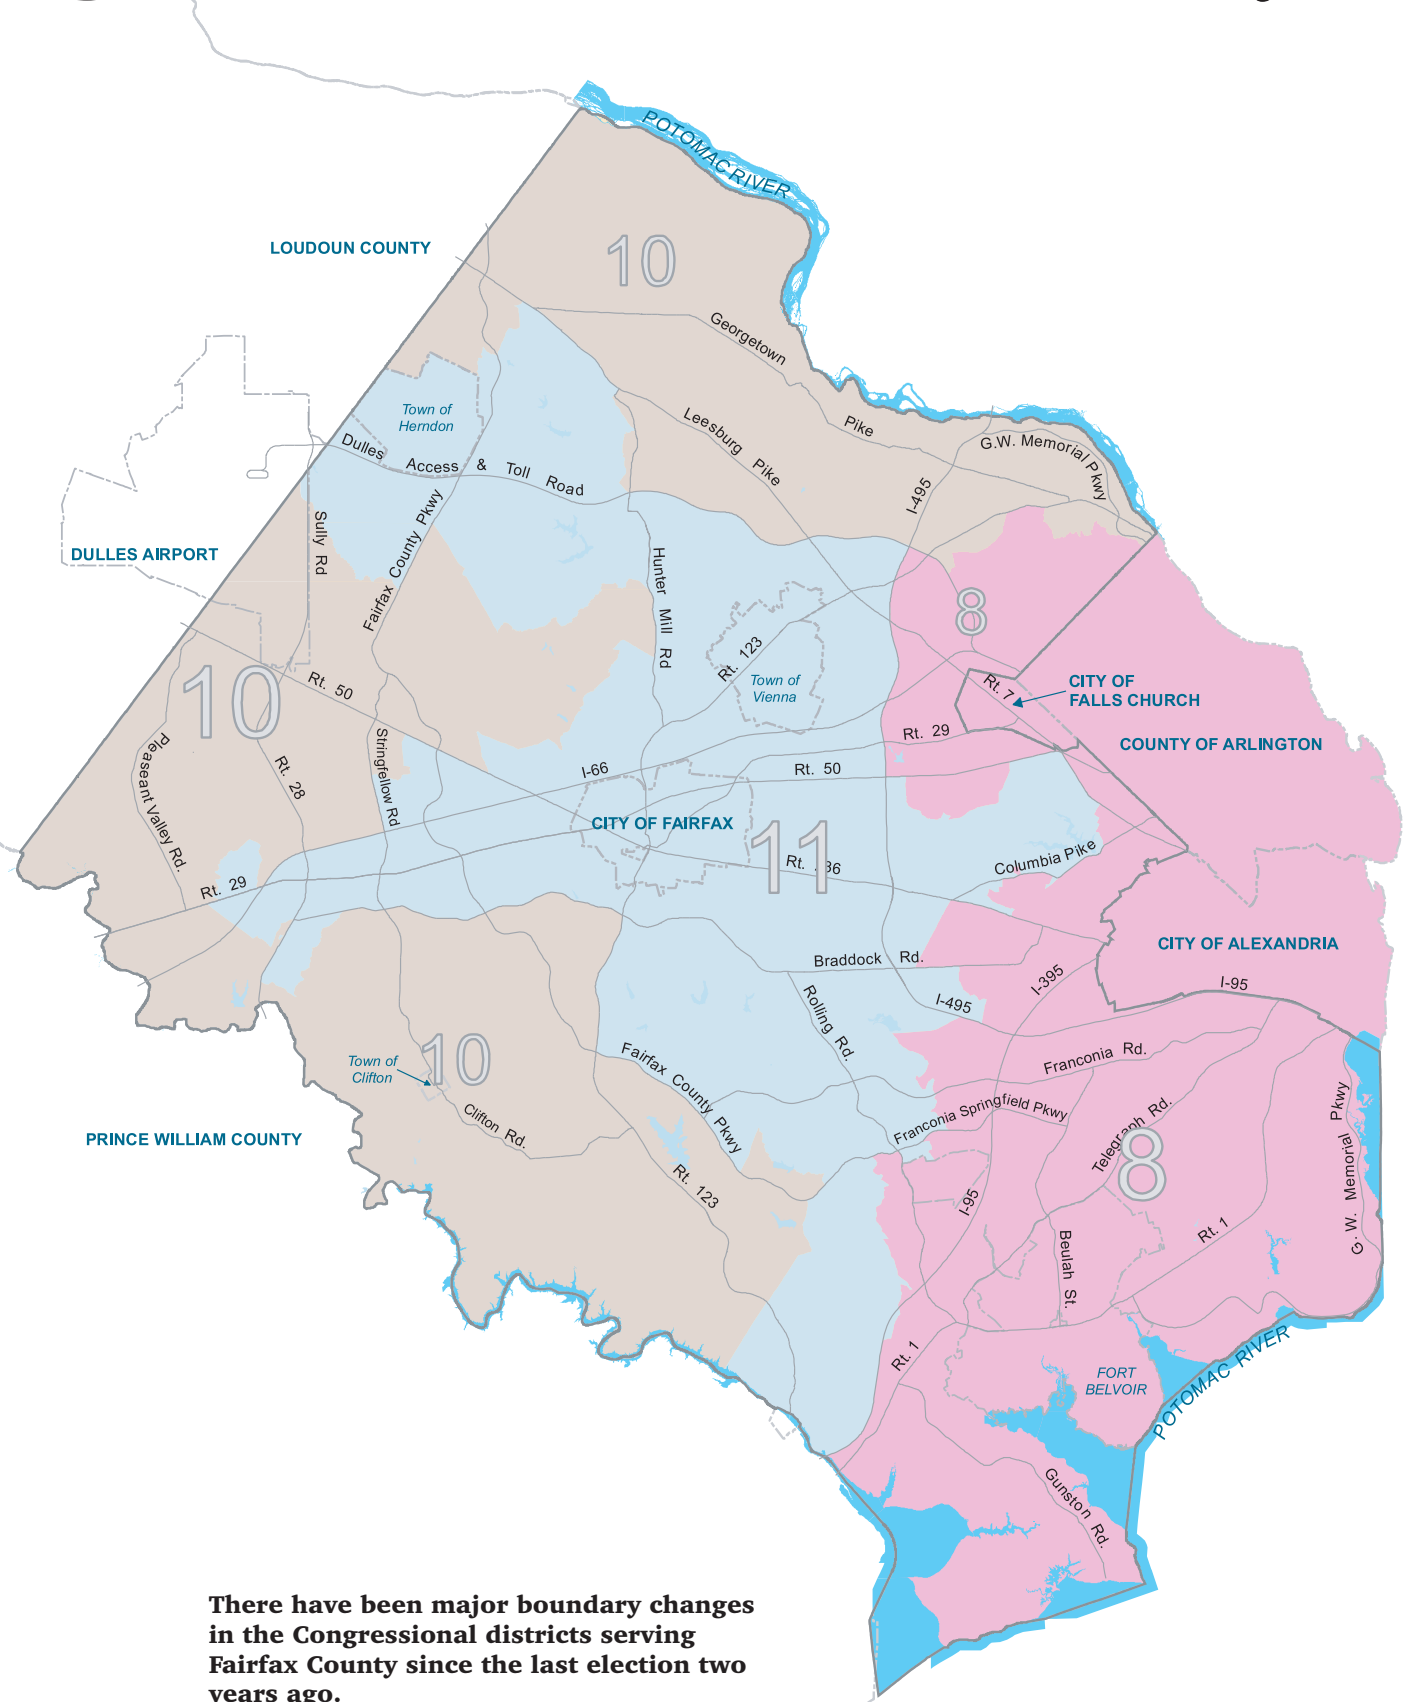 POTOMAC RIVER
LOUDOUN COUNTY
10
Georgetown
Pike
Town of
Herndon
Leesburg Pike
G.W. Memorial Pkwy
Dulles Access & Toll Road
I-495
Fairfax County Pkwy
Sully Rd
DULLES AIRPORT
Hunter Mill Rd
8
Rt. 123
Town of
Vienna
Rt. 7
CITY OF
FALLS CHURCH
10
Rt. 50
Rt. 29
COUNTY OF ARLINGTON
Pleaseant Valley Rd.
Rt. 28
Stringfellow Rd
I-66
Rt. 50
CITY OF FAIRFAX
11
Columbia Pike
Rt. 29
CITY OF ALEXANDRIA
Braddock Rd.
I-395
I-95
Rolling Rd.
I-495
Town of
Clifton
10
Fairfax County Pkwy
Franconia Rd.
Clifton Rd.
Franconia Springfield Pkwy
Telegraph Rd.
G. W. Memorial Pkwy
PRINCE WILLIAM COUNTY
8
Rt. 123
I-95
Rt. 1
Beulah St.
Rt. 1
FORT
BELVOIR
POTOMAC RIVER
Gunston Rd.
There have been major boundary changes
in the Congressional districts serving
Fairfax County since the last election two
years ago.